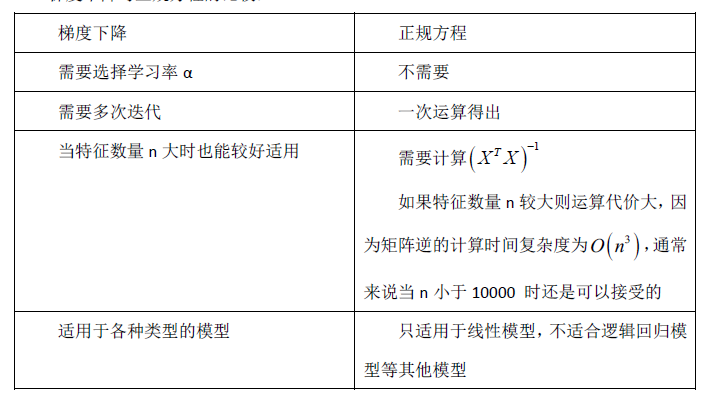 梯度下降 正规方程
需要选择学习率 α 不需要
需要多次迭代 一次运算得出
当特征数量 n 大时也能较好适用 需要计算(X^T X)^{-1}
如果特征数量 n 较大则运算代价大，因
为矩阵逆的计算时间复杂度为O(n^3)，通常
来说当 n 小于 10000 时还是可以接受的
适用于各种类型的模型 只适用于线性模型，不适合逻辑回归模
型等其他模型